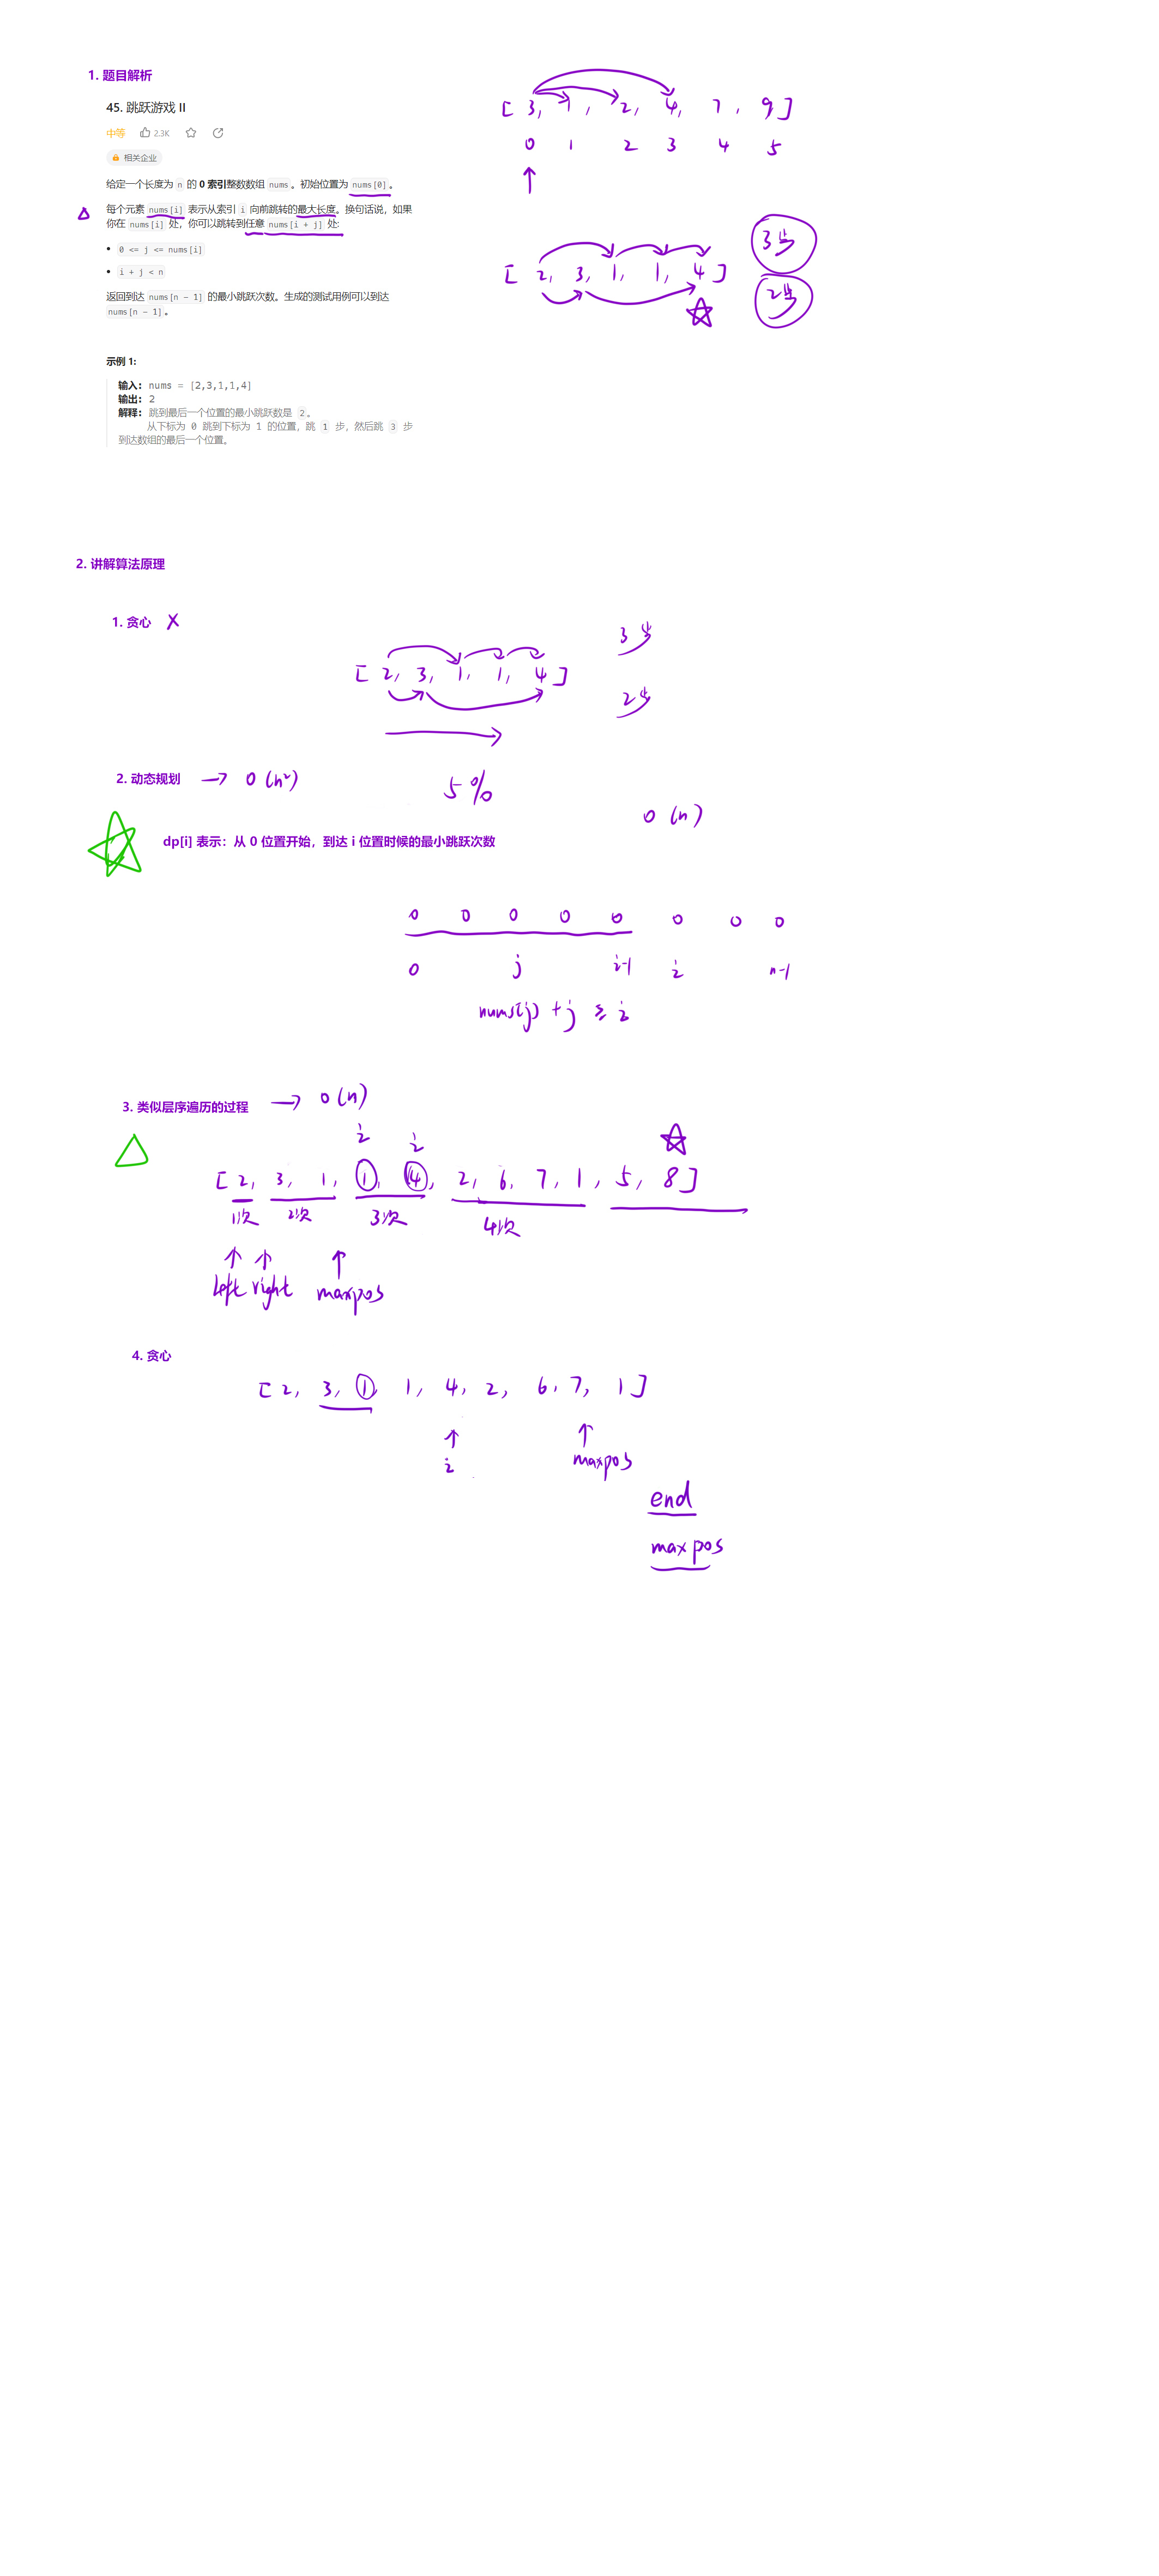 1. 题目解析
45. 跳跃游戏 II
中等 2.3K
相关企业
给定一个长度为 n 的 0 索引整数数组 nums。初始位置为 nums[0]。
每个元素 nums[i] 表示从索引 i 向前跳转的最大长度。换句话说，如果
你在 nums[i] 处，你可以跳转到任意 nums[i + j] 处:
0 <= j <= nums[i]
i + j < n
返回到达 nums[n - 1] 的最小跳跃次数。生成的测试用例可以到达
nums[n - 1]。
示例 1:
输入: nums = [2,3,1,1,4]
输出: 2
解释: 跳到最后一个位置的最小跳跃数是 2。
从下标为 0 跳到下标为 1 的位置，跳 1 步，然后跳 3 步
到达数组的最后一个位置。
[ 3, 1, 2, 4, 7, 9 ]
0 1 2 3 4 5
[ 2, 3, 1, 1, 4 ]
3步
2步
2. 讲解算法原理
1. 贪心 X
3步
[ 2, 3, 1, 1, 4 ]
2步
2. 动态规划 → O(n²)
5%
O(n)
dp[i] 表示：从 0 位置开始，到达 i 位置时候的最小跳跃次数
0 0 0 0 0 0 0 0
0 j i-1 i n-1
nums[j] + j ≥ i
3. 类似层序遍历的过程 → O(n)
i i
[ 2, 3, 1, 1, 4, 2, 6, 7, 1, 5, 8 ]
1次 2次 3次 4次
left right maxpos
4. 贪心
[ 2, 3, 1, 1, 4, 2, 6, 7, 1 ]
i maxpos
end
maxpos